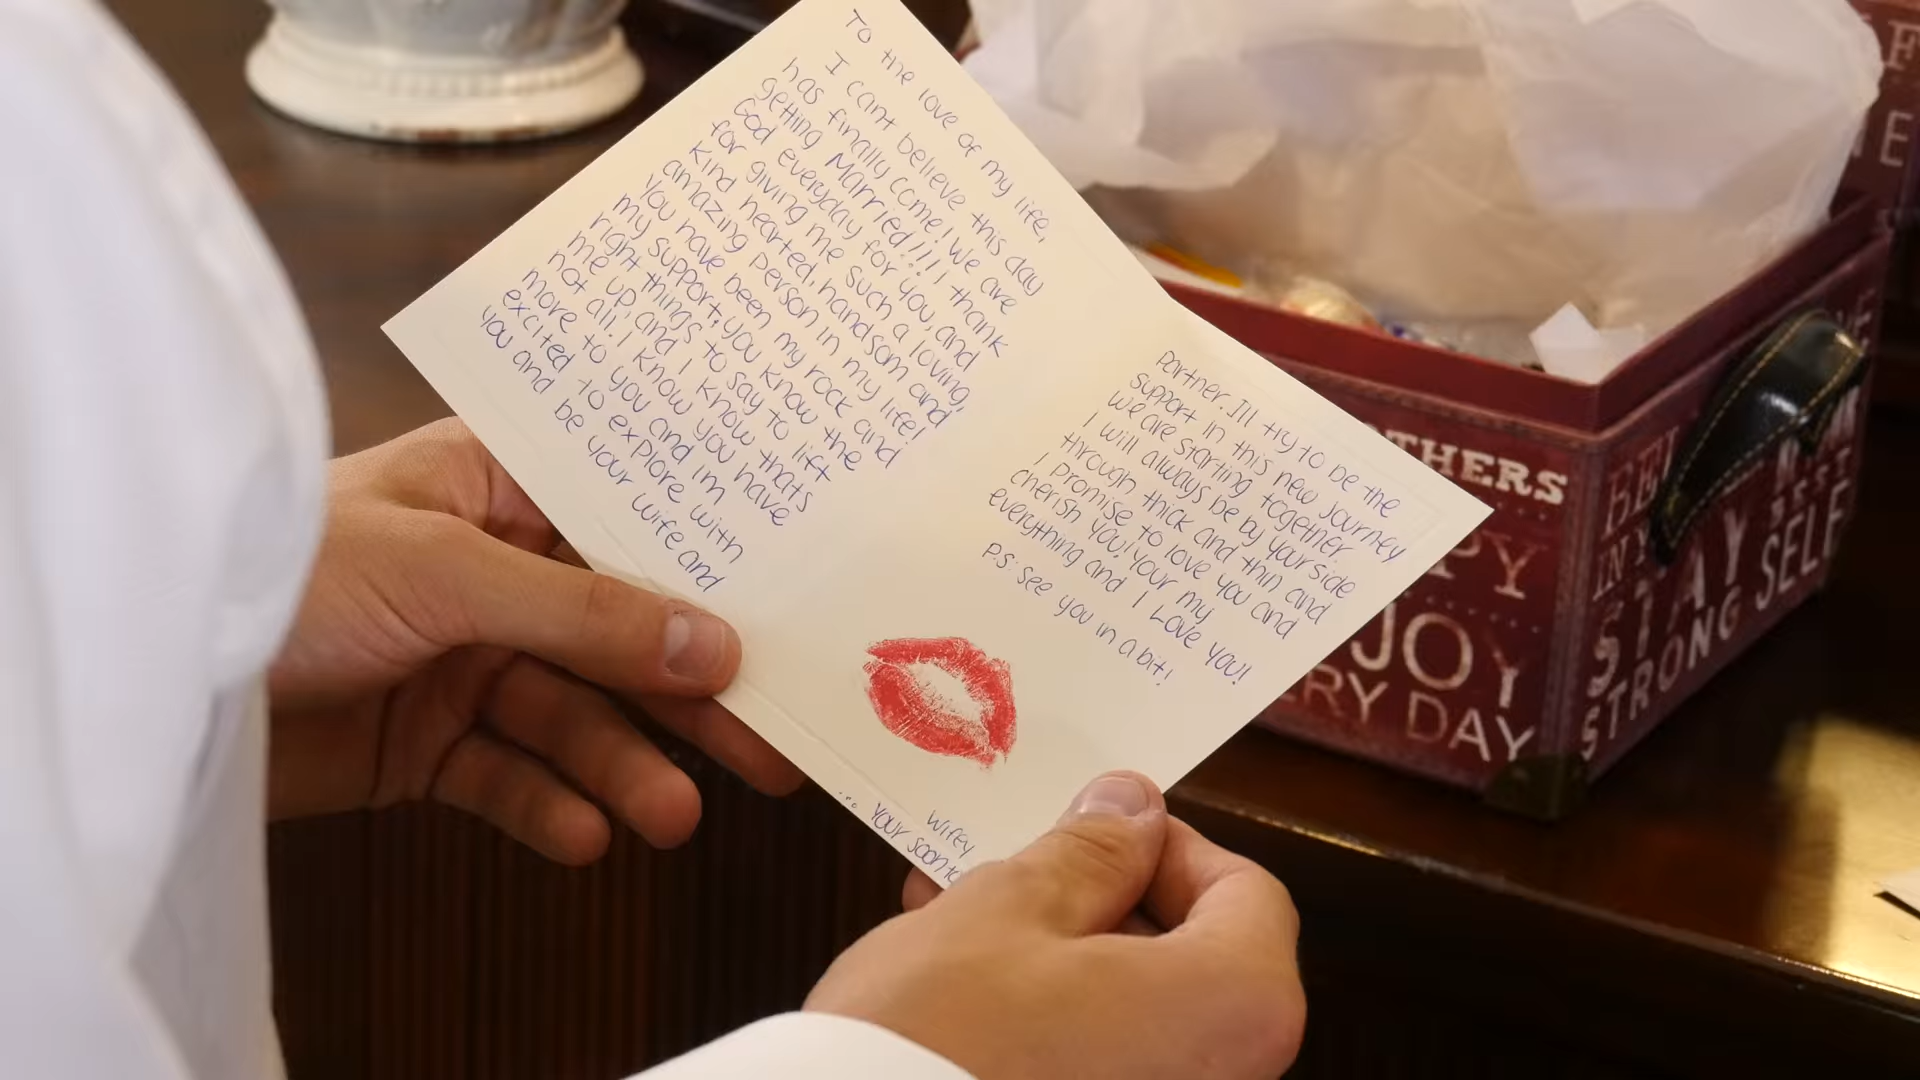 To the love of my life,
I cant believe this day
has finally come! We are
getting Married!!! I thank
God everyday for you, and
for giving me such a loving,
kind hearted, handsom and
amazing person in my life!
You have been my rock and
my support, you know the
right things to say to lift
me up, and I know thats
not all. I know you have
more to you and im
excited to explore with
you and be your wife and
partner. Ill try to be the
support in this new journey
we are starting together.
I will always be by your side
through thick and thin and
I promise to love you and
cherish you! Your my
everything and I Love you!
P.S: see you in a bit!
... your soon to
wifey
JOY
DAY
STAY
STRONG
SELF